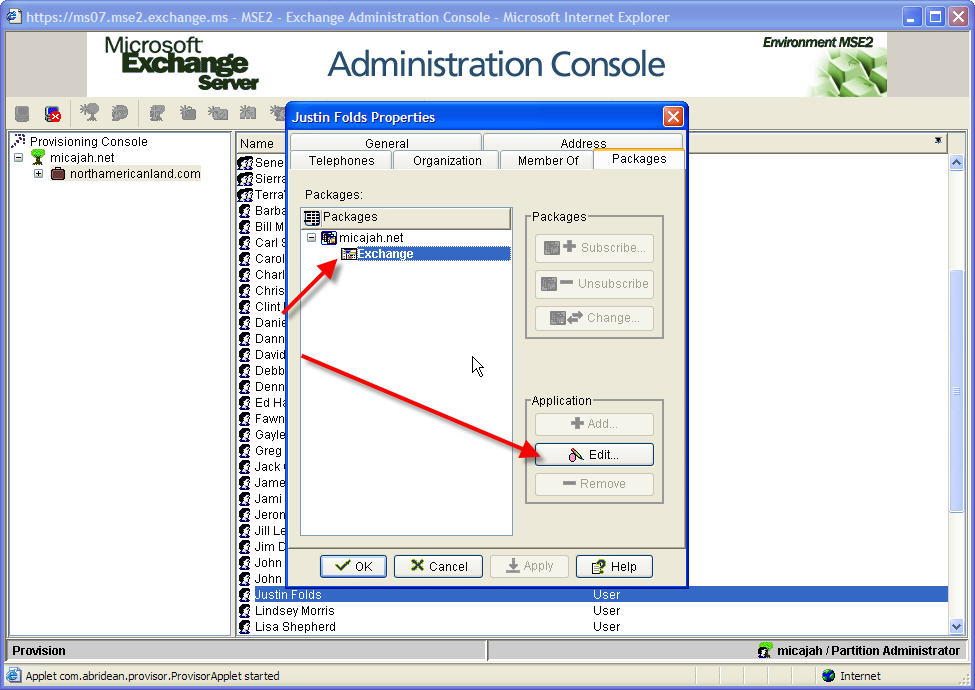 https://ms07.mse2.exchange.ms - MSE2 - Exchange Administration Console - Microsoft Internet Explorer
Microsoft
Exchange
Server
Administration Console
Environment MSE2
Provisioning Console
micajah.net
northamericanland.com
Name
Sene
Sierra
Terra
Barba
Bill M
Carl S
Carol
Charl
Chris
Clint
Danie
Dann
David
Debb
Denn
Ed Ha
Fawn
Gayle
Greg
Jack
Jame
Jami
Jeron
Jill Le
Jim D
John
John
Justin Folds User
Lindsey Morris User
Lisa Shepherd User
Justin Folds Properties
General
Address
Telephones
Organization
Member Of
Packages
Packages:
Packages
micajah.net
Exchange
Packages
Subscribe...
Unsubscribe
Change...
Application
Add...
Edit...
Remove
OK
Cancel
Apply
Help
Provision
micajah / Partition Administrator
Applet com.abridean.provisor.ProvisorApplet started
Internet